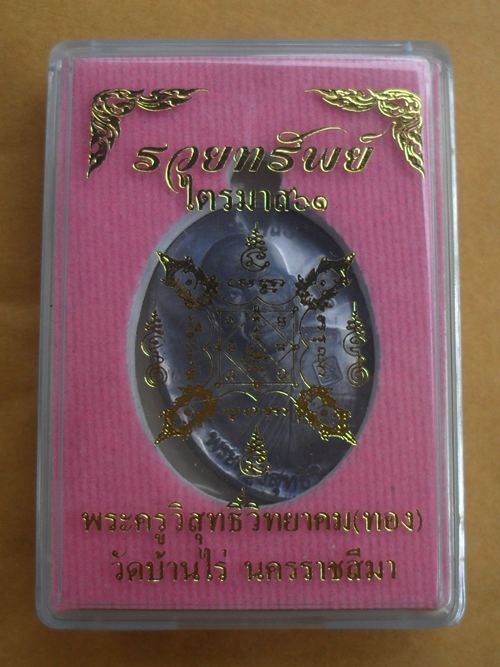 รวยทรัพย์
ไตรมาส๖๑
พระครูวิสุทธิ์วิทยาคม(ทอง)
วัดบ้านไร่ นครราชสีมา